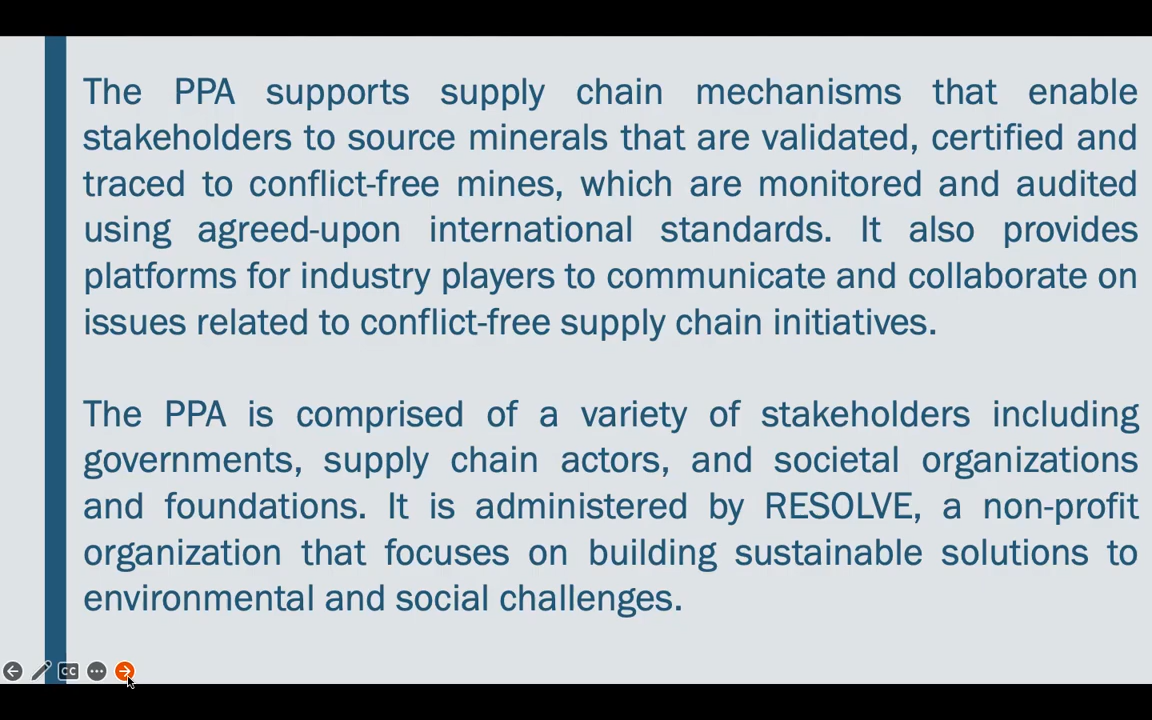 The PPA supports supply chain mechanisms that enable
stakeholders to source minerals that are validated, certified and
traced to conflict-free mines, which are monitored and audited
using agreed-upon international standards. It also provides
platforms for industry players to communicate and collaborate on
issues related to conflict-free supply chain initiatives.
The PPA is comprised of a variety of stakeholders including
governments, supply chain actors, and societal organizations
and foundations. It is administered by RESOLVE, a non-profit
organization that focuses on building sustainable solutions to
environmental and social challenges.
CC